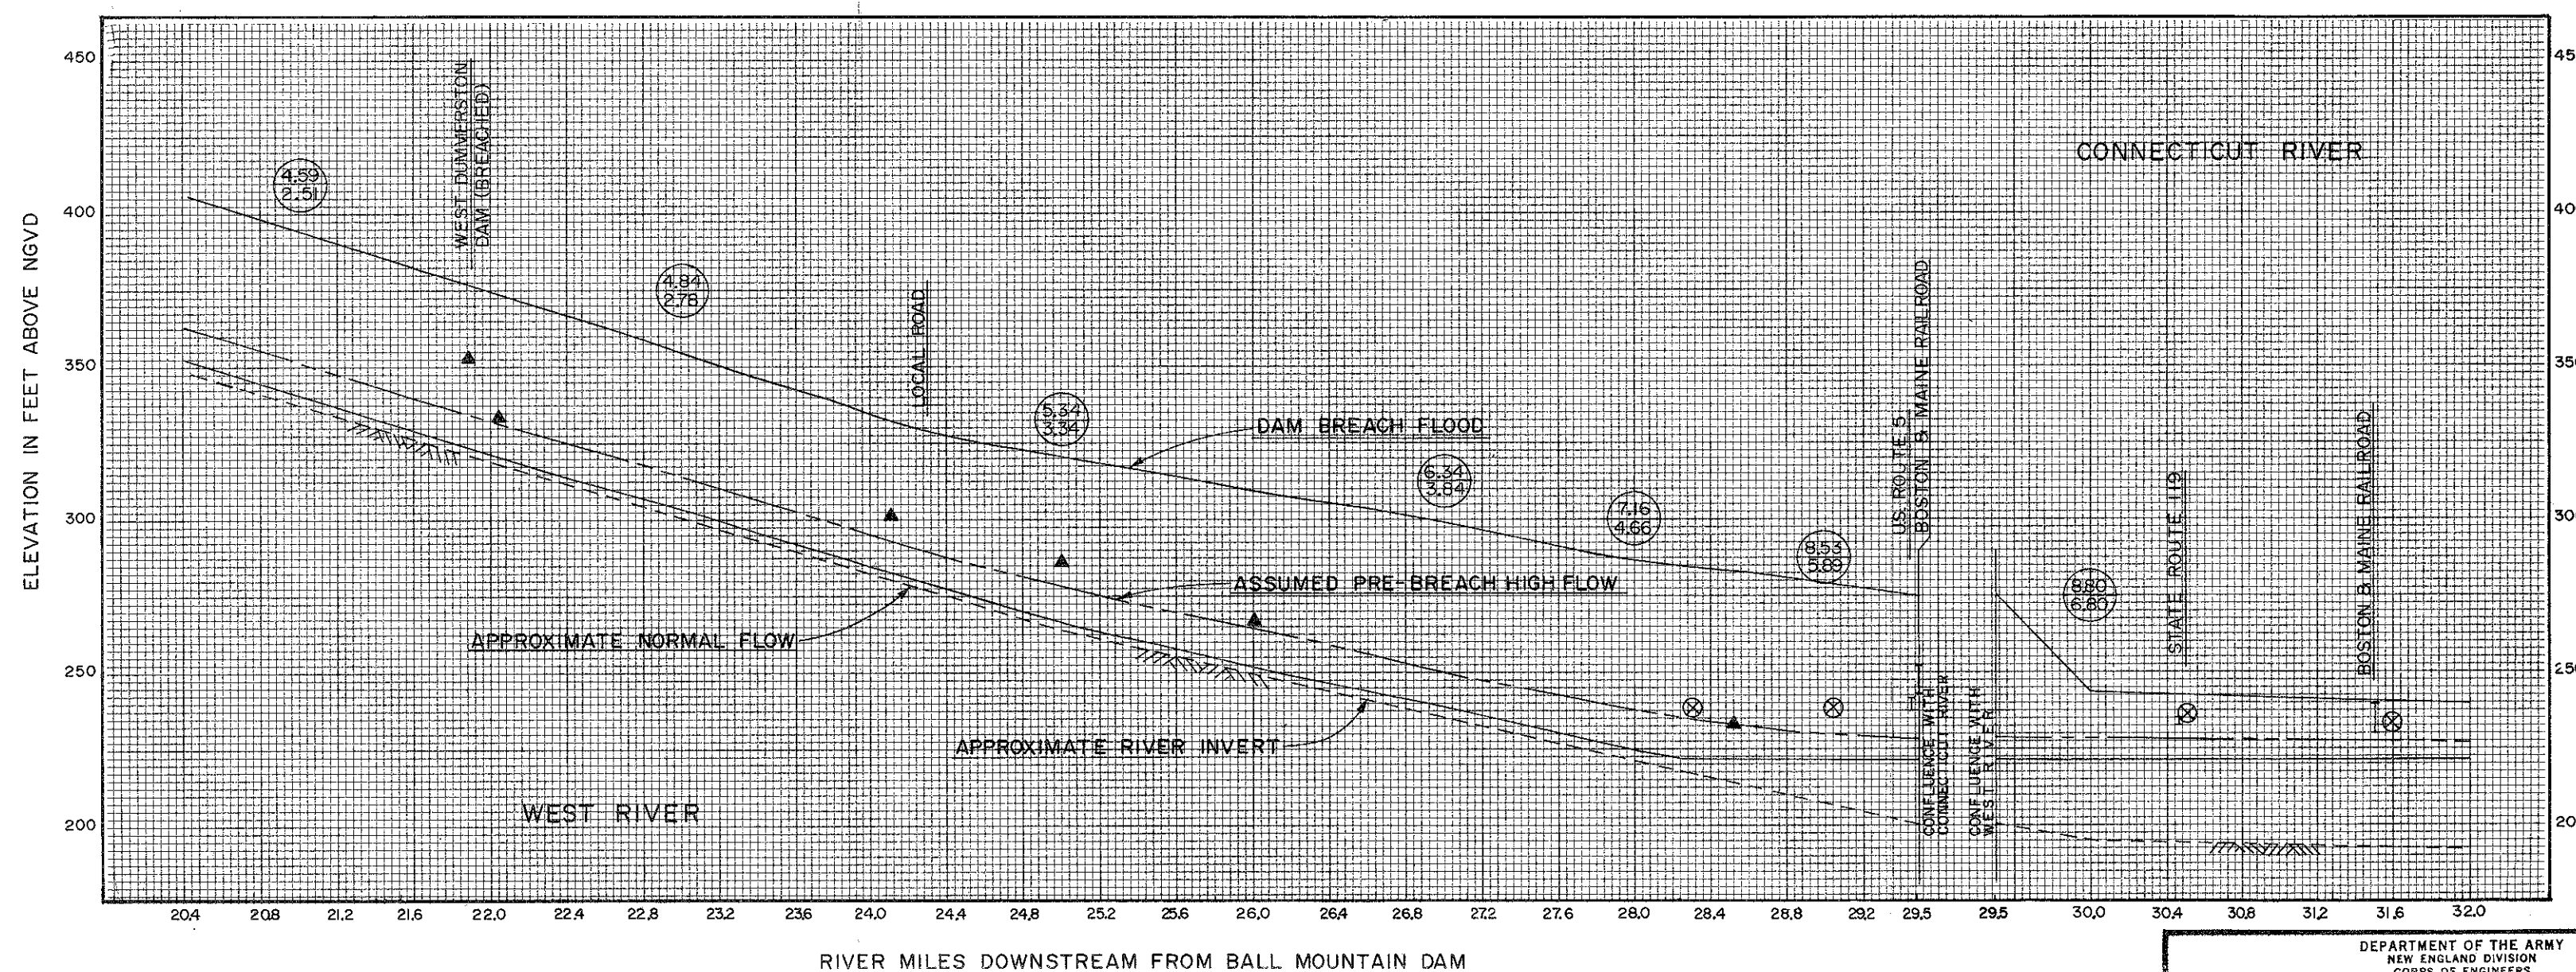 450
400
350
300
250
200
ELEVATION IN FEET ABOVE NGVD
4.59
2.51
WEST DUMMERSTON
DAM (BREACHED)
4.84
2.78
LOCAL ROAD
5.34
3.34
DAM BREACH FLOOD
6.34
3.84
7.16
4.66
8.53
5.89
U.S. ROUTE 5
BOSTON & MAINE RAILROAD
CONNECTICUT RIVER
8.80
6.80
STATE ROUTE 119
BOSTON & MAINE RAILROAD
ASSUMED PRE-BREACH HIGH FLOW
APPROXIMATE NORMAL FLOW
APPROXIMATE RIVER INVERT
CONFLUENCE WITH
CONNECTICUT RIVER
CONFLUENCE WITH
WEST RIVER
WEST RIVER
20.4 20.8 21.2 21.6 22.0 22.4 22.8 23.2 23.6 24.0 24.4 24.8 25.2 25.6 26.0 26.4 26.8 27.2 27.6 28.0 28.4 28.8 29.2 29.5 29.5 30.0 30.4 30.8 31.2 31.6 32.0
RIVER MILES DOWNSTREAM FROM BALL MOUNTAIN DAM
DEPARTMENT OF THE ARMY
NEW ENGLAND DIVISION
CORPS OF ENGINEERS